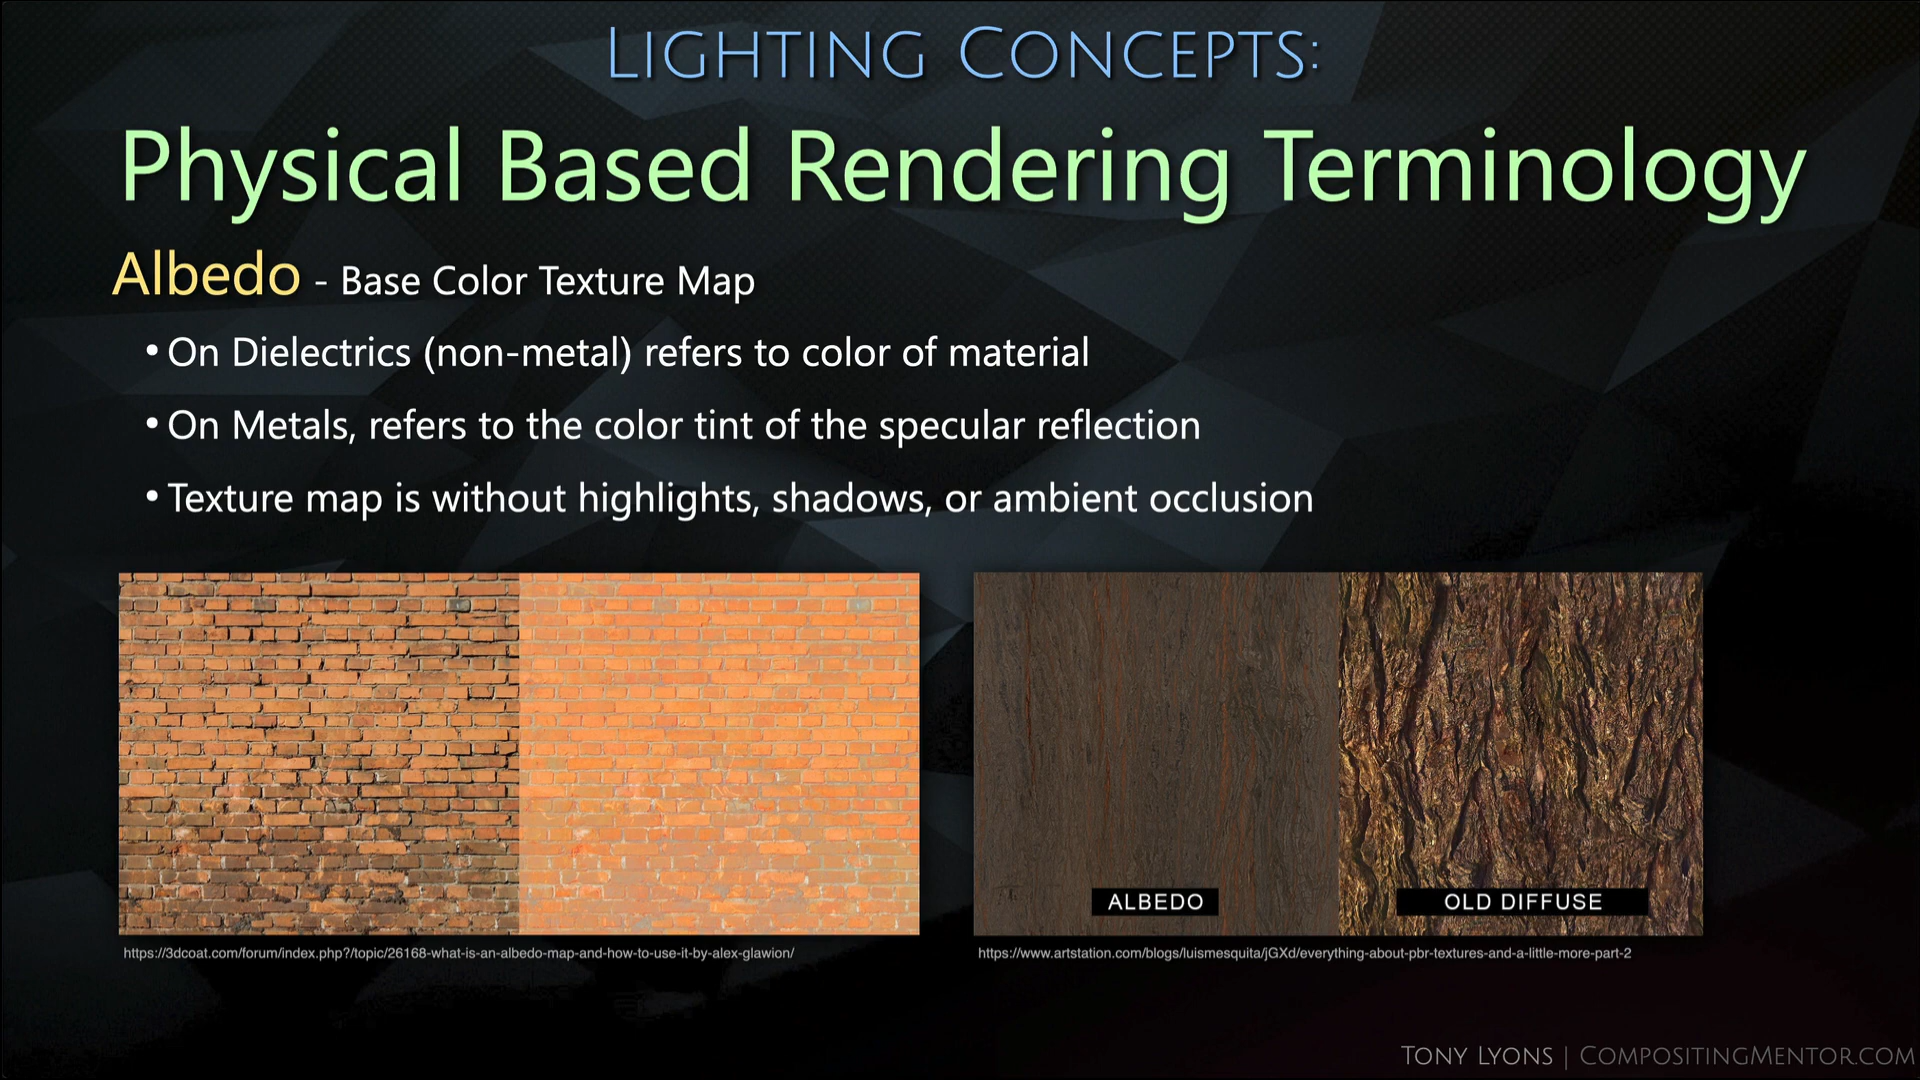 Lighting Concepts:
Physical Based Rendering Terminology
Albedo - Base Color Texture Map
• On Dielectrics (non-metal) refers to color of material
• On Metals, refers to the color tint of the specular reflection
• Texture map is without highlights, shadows, or ambient occlusion
ALBEDO
OLD DIFFUSE
https://3dcoat.com/forum/index.php?/topic/26168-what-is-an-albedo-map-and-how-to-use-it-by-alex-glawion/
https://www.artstation.com/blogs/luismesquita/jGXd/everything-about-pbr-textures-and-a-little-more-part-2
Tony Lyons | CompositingMentor.com